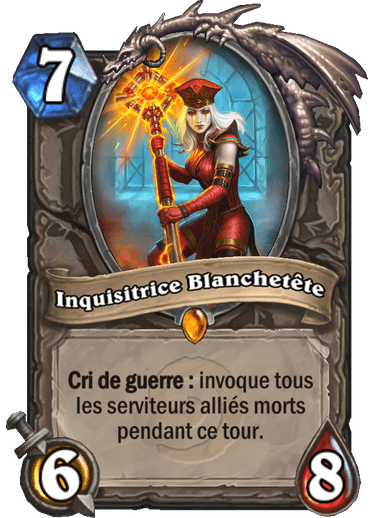 7
Inquisitrice Blanchetête
Cri de guerre : invoque tous
les serviteurs alliés morts
pendant ce tour.
6
8